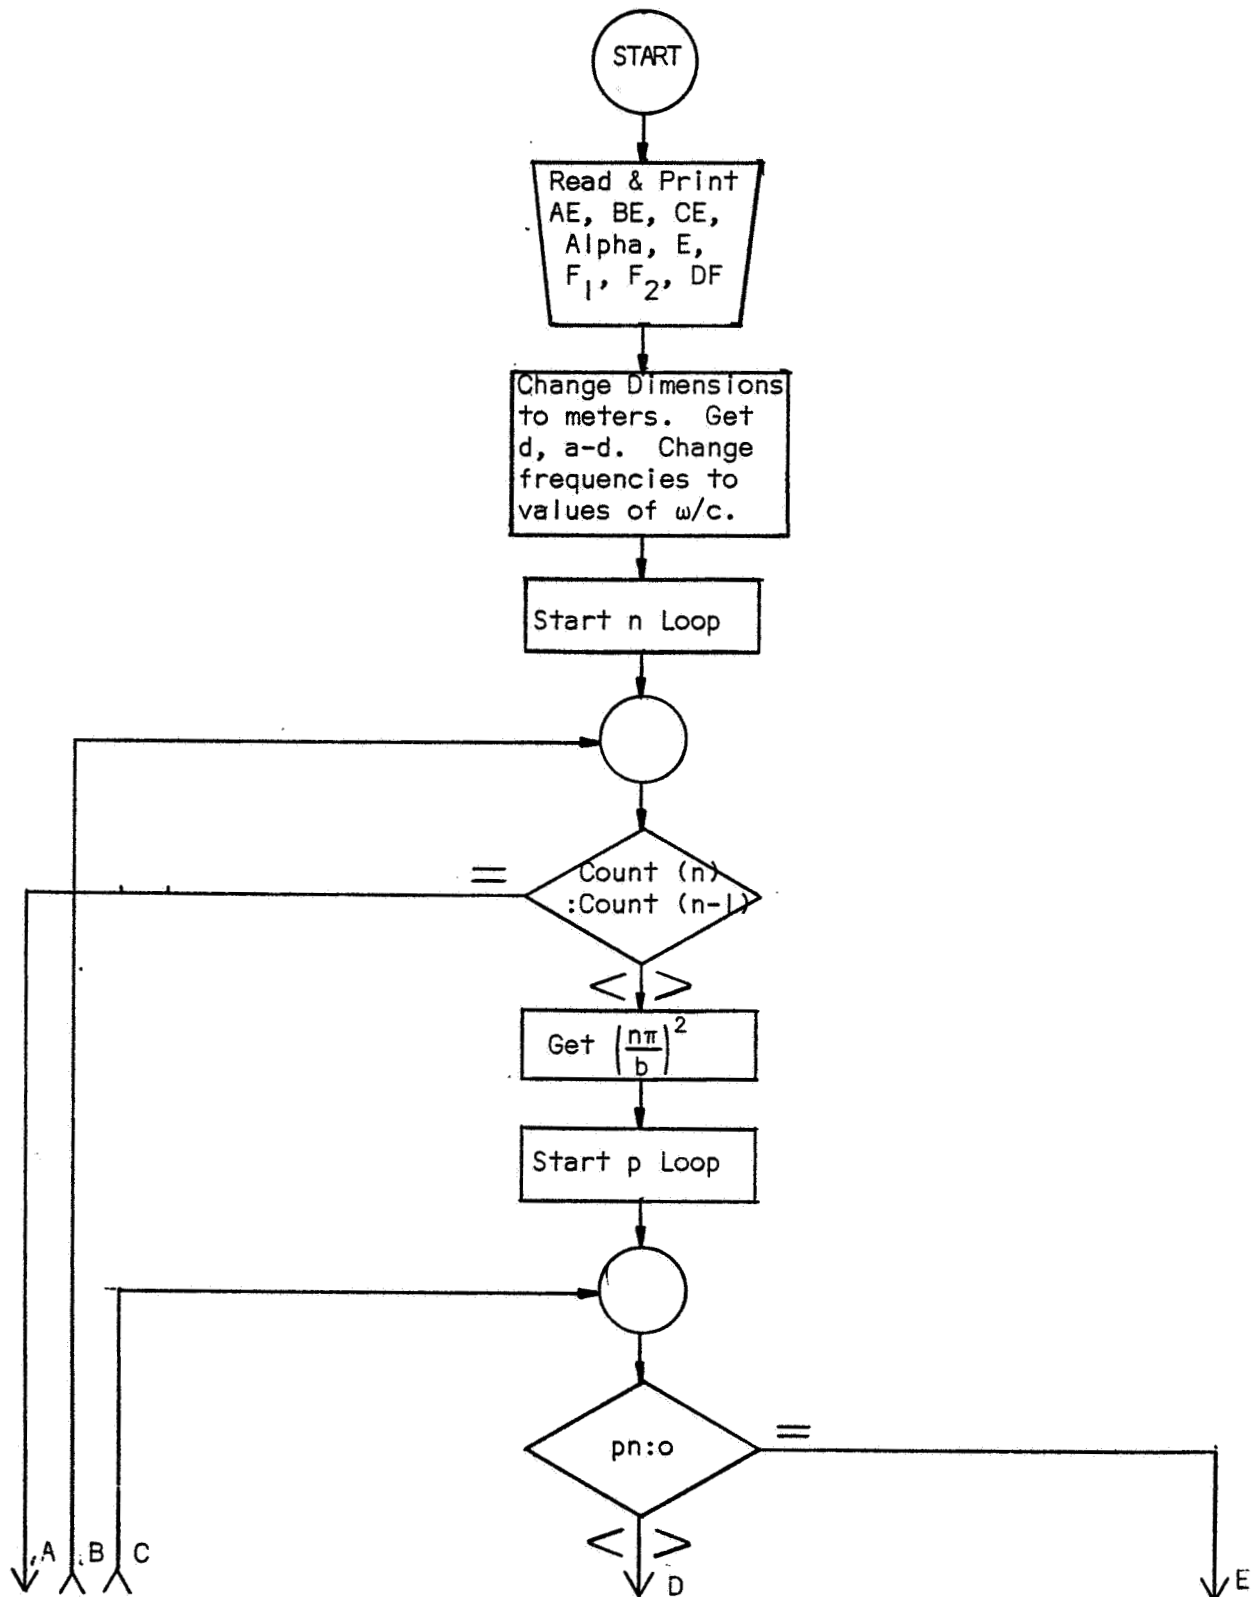 START
Read & Print
AE, BE, CE,
Alpha, E,
F1, F2, DF
Change Dimensions
to meters. Get
d, a-d. Change
frequencies to
values of ω/c.
Start n Loop
=
Count (n)
:Count (n-1)
< >
Get (nπ/b)²
Start p Loop
pn:o
=
< >
A B C
D
E